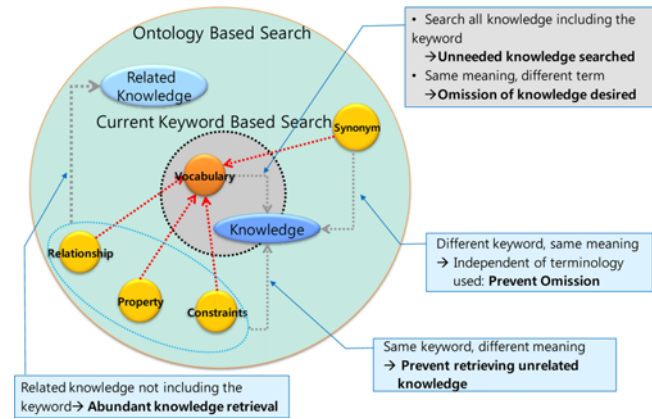 Ontology Based Search
Related
Knowledge
Current Keyword Based Search
Synonym
Vocabulary
Knowledge
Relationship
Property
Constraints
• Search all knowledge including the
keyword
→Unneeded knowledge searched
• Same meaning, different term
→Omission of knowledge desired
Different keyword, same meaning
→ Independent of terminology
used: Prevent Omission
Same keyword, different meaning
→ Prevent retrieving unrelated
knowledge
Related knowledge not including the
keyword→ Abundant knowledge retrieval